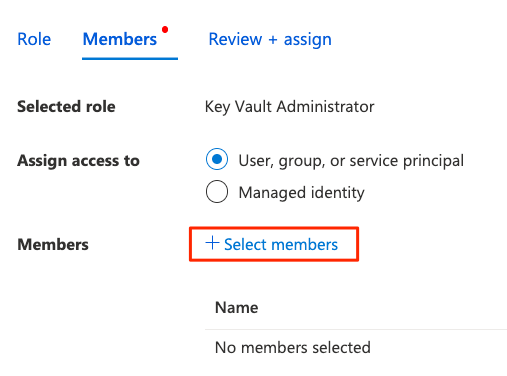 Role Members Review + assign
Selected role Key Vault Administrator
Assign access to User, group, or service principal
Managed identity
Members + Select members
Name
No members selected